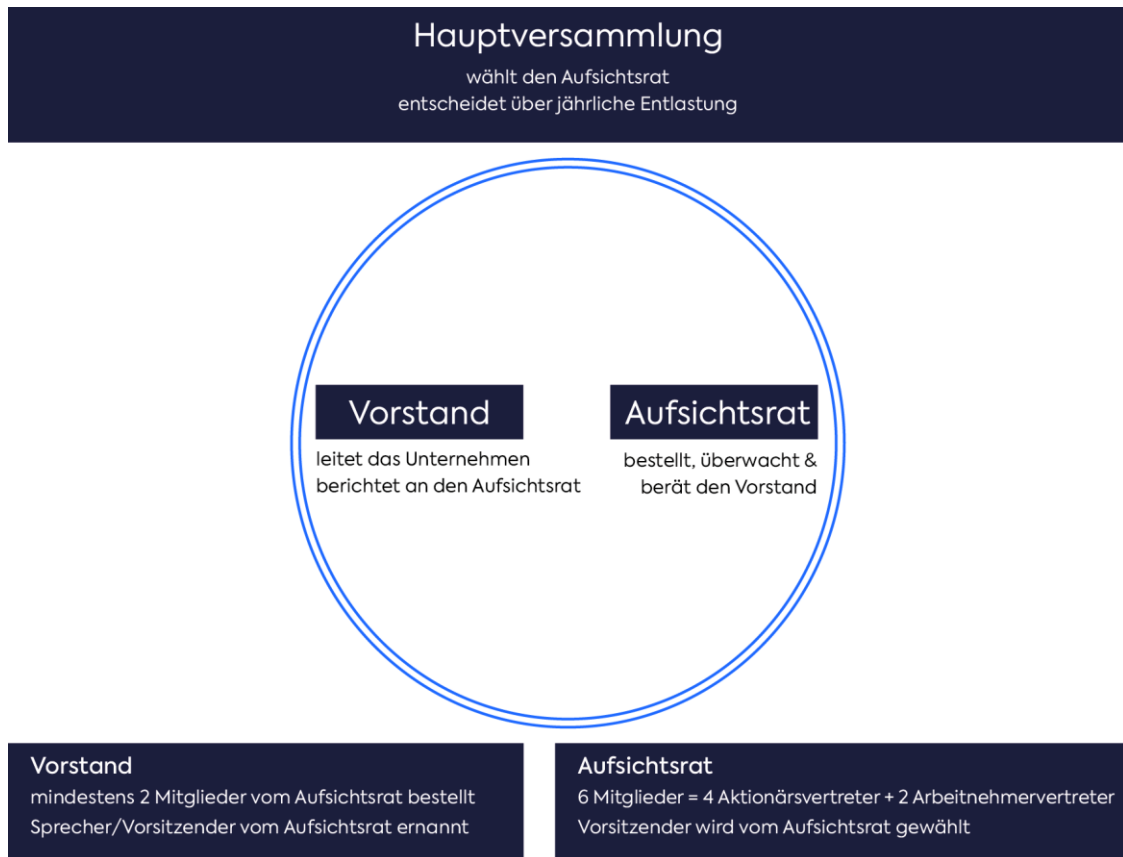 Hauptversammlung
wählt den Aufsichtsrat
entscheidet über jährliche Entlastung
Vorstand
leitet das Unternehmen
berichtet an den Aufsichtsrat
Aufsichtsrat
bestellt, überwacht &
berät den Vorstand
Vorstand
mindestens 2 Mitglieder vom Aufsichtsrat bestellt
Sprecher/Vorsitzender vom Aufsichtsrat ernannt
Aufsichtsrat
6 Mitglieder = 4 Aktionärsvertreter + 2 Arbeitnehmervertreter
Vorsitzender wird vom Aufsichtsrat gewählt